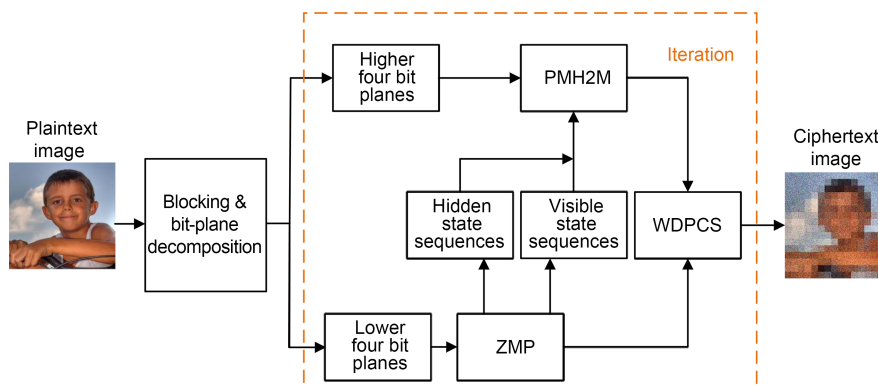 Plaintext
image
Blocking &
bit-plane
decomposition
Higher
four bit
planes
PMH2M
Iteration
Hidden
state
sequences
Visible
state
sequences
WDPCS
Lower
four bit
planes
ZMP
Ciphertext
image